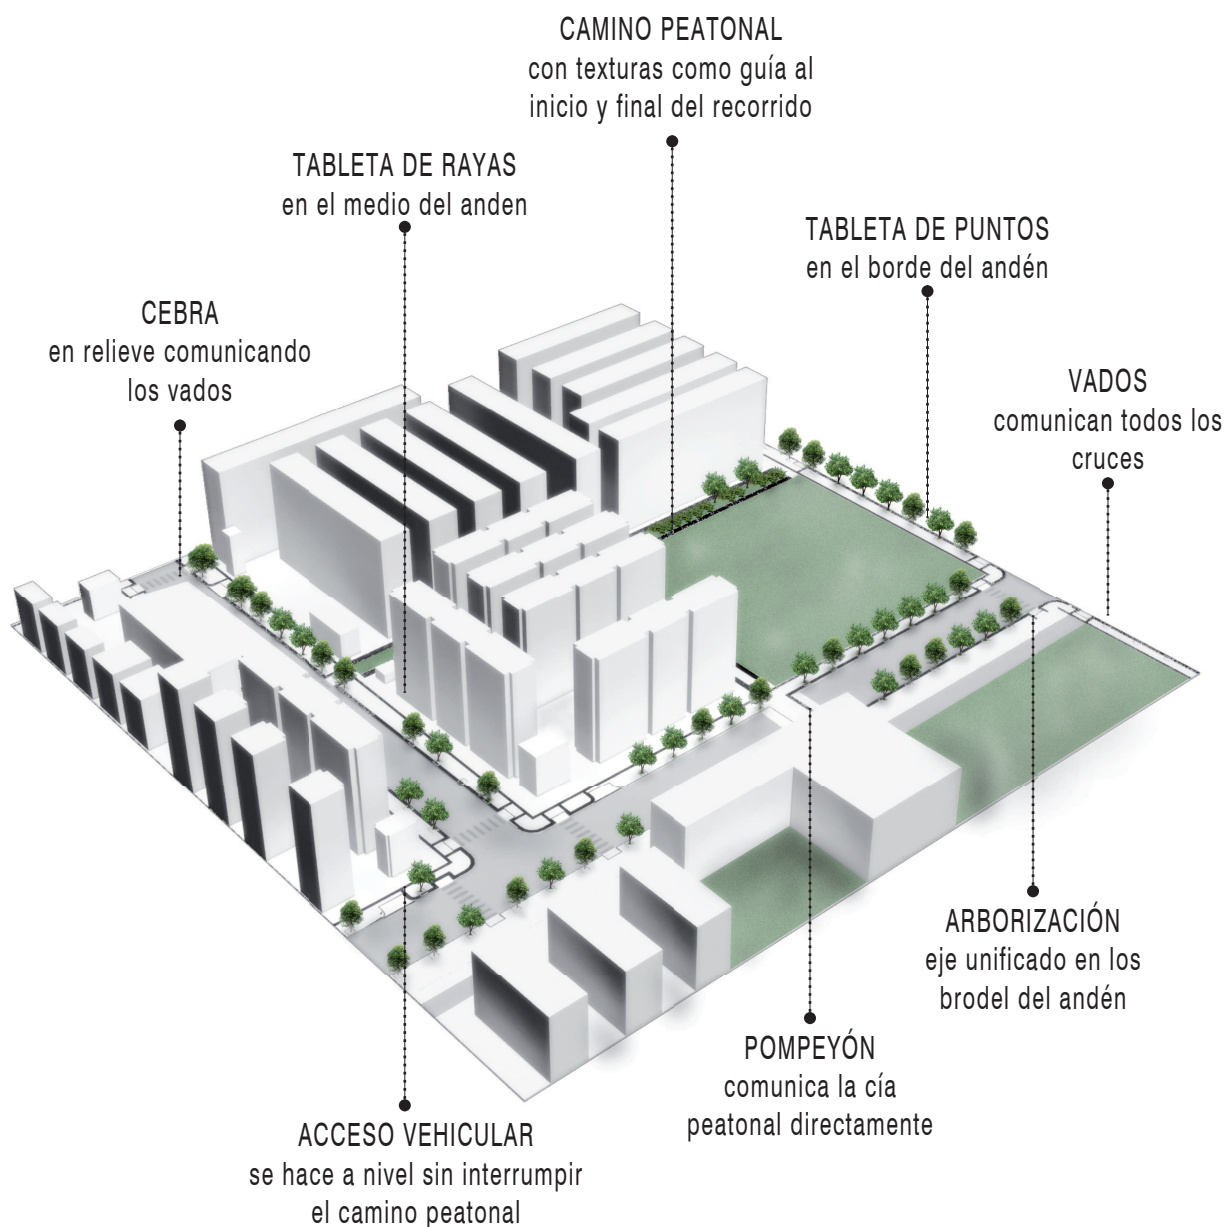 CAMINO PEATONAL
con texturas como guía al
inicio y final del recorrido
TABLETA DE RAYAS
en el medio del anden
TABLETA DE PUNTOS
en el borde del andén
CEBRA
en relieve comunicando
los vados
VADOS
comunican todos los
cruces
ARBORIZACIÓN
eje unificado en los
brodel del andén
POMPEYÓN
comunica la cía
peatonal directamente
ACCESO VEHICULAR
se hace a nivel sin interrumpir
el camino peatonal